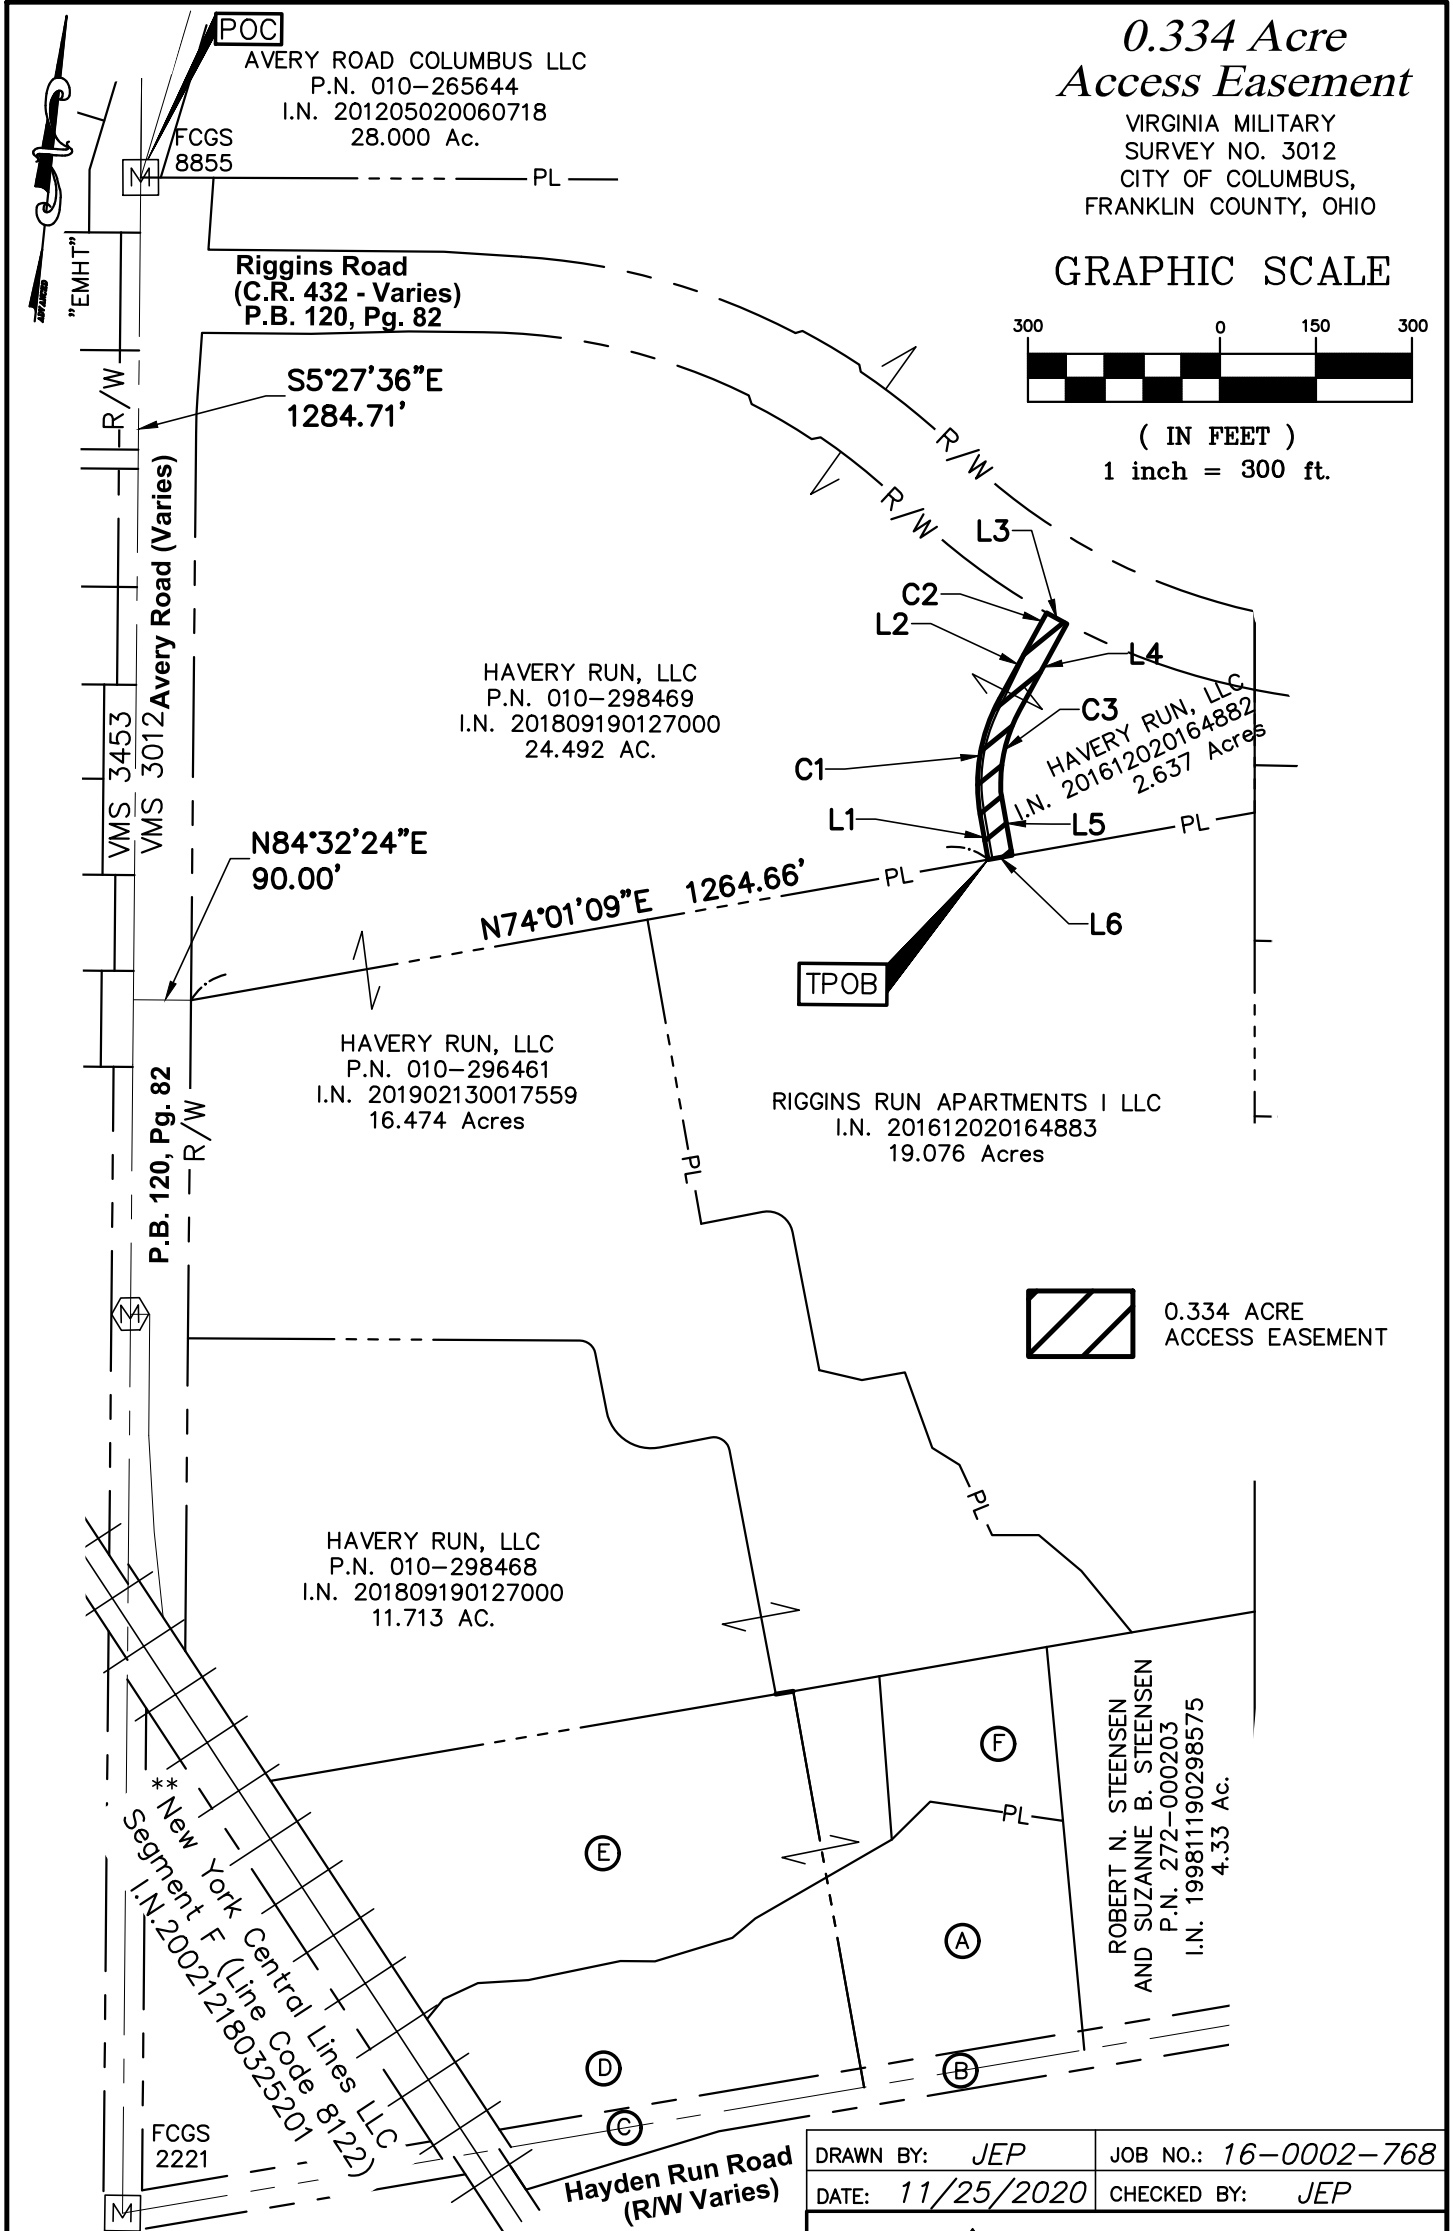 0.334 Acre
Access Easement
VIRGINIA MILITARY
SURVEY NO. 3012
CITY OF COLUMBUS,
FRANKLIN COUNTY, OHIO
GRAPHIC SCALE
300 0 150 300
( IN FEET )
1 inch = 300 ft.
POC
AVERY ROAD COLUMBUS LLC
P.N. 010-265644
I.N. 201205020060718
28.000 Ac.
FCGS
8855
M
PL
"EMHT"
Riggins Road
(C.R. 432 - Varies)
P.B. 120, Pg. 82
R/W
S5°27'36"E
1284.71'
Avery Road (Varies)
R/W
R/W
L3
C2
L2
L4
C3
C1
L1
L5
L6
HAVERY RUN, LLC
P.N. 010-298469
I.N. 201809190127000
24.492 AC.
HAVERY RUN, LLC
I.N. 201612020164882
2.637 Acres
PL
VMS 3453
VMS 3012
N84°32'24"E
90.00'
N74°01'09"E 1264.66'
PL
TPOB
HAVERY RUN, LLC
P.N. 010-296461
I.N. 201902130017559
16.474 Acres
RIGGINS RUN APARTMENTS I LLC
I.N. 201612020164883
19.076 Acres
P.B. 120, Pg. 82
R/W
PL
M
0.334 ACRE
ACCESS EASEMENT
PL
HAVERY RUN, LLC
P.N. 010-298468
I.N. 201809190127000
11.713 AC.
F
E
PL
A
D
B
C
ROBERT N. STEENSEN
AND SUZANNE B. STEENSEN
P.N. 272-000203
I.N. 199811190298575
4.33 Ac.
**
New York Central Lines LLC
Segment F (Line Code 8122)
I.N.200212180325201
FCGS
2221
M
Hayden Run Road
(R/W Varies)
DRAWN BY: JEP
JOB NO.: 16-0002-768
DATE: 11/25/2020
CHECKED BY: JEP